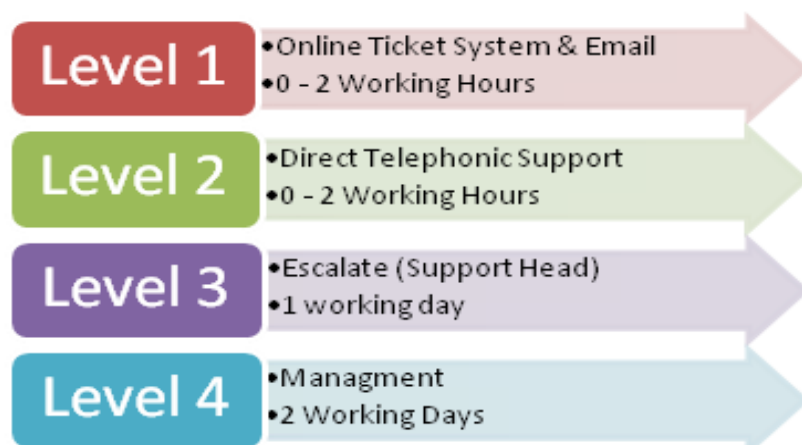 Level 1
•Online Ticket System & Email
•0 - 2 Working Hours
Level 2
•Direct Telephonic Support
•0 - 2 Working Hours
Level 3
•Escalate (Support Head)
•1 working day
Level 4
•Managment
•2 Working Days